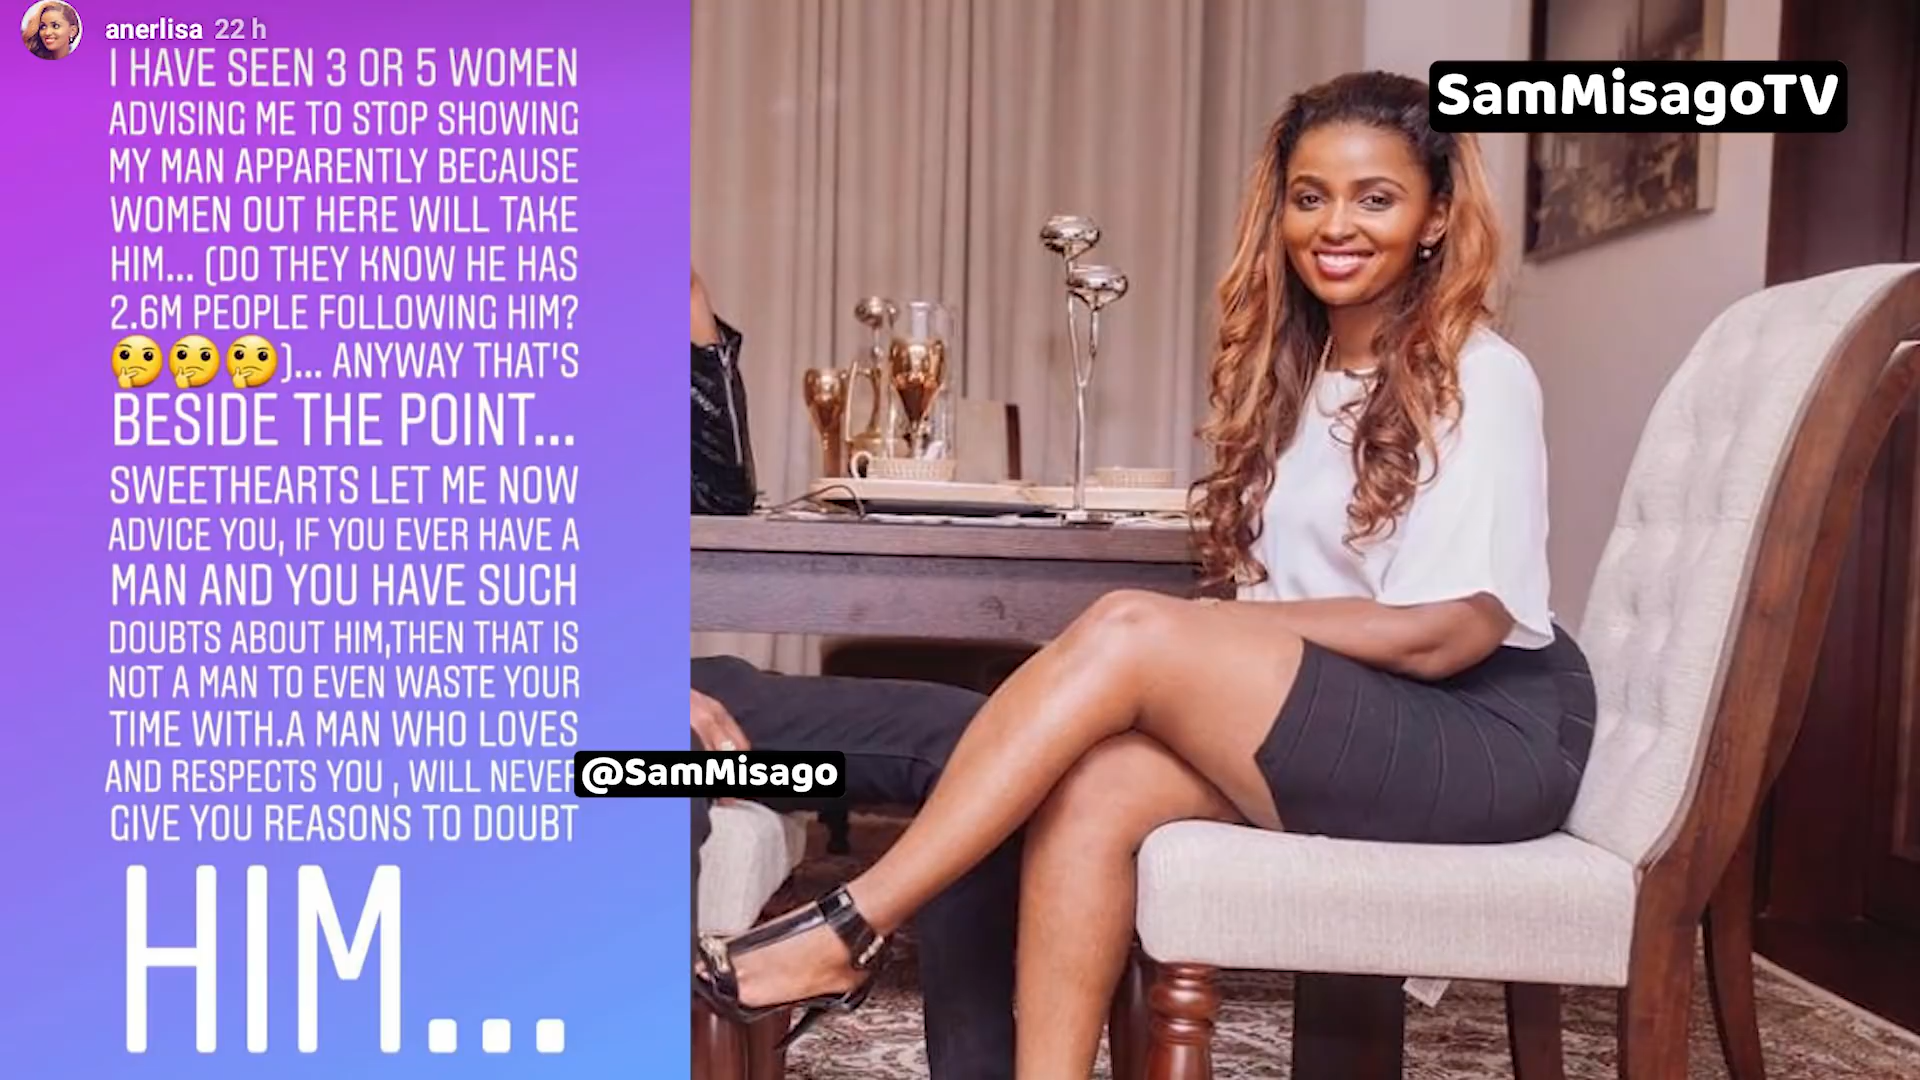 anerlisa 22 h
I HAVE SEEN 3 OR 5 WOMEN
ADVISING ME TO STOP SHOWING
MY MAN APPARENTLY BECAUSE
WOMEN OUT HERE WILL TAKE
HIM... (DO THEY KNOW HE HAS
2.6M PEOPLE FOLLOWING HIM?
🤔🤔🤔)... ANYWAY THAT'S
BESIDE THE POINT...
SWEETHEARTS LET ME NOW
ADVICE YOU, IF YOU EVER HAVE A
MAN AND YOU HAVE SUCH
DOUBTS ABOUT HIM,THEN THAT IS
NOT A MAN TO EVEN WASTE YOUR
TIME WITH.A MAN WHO LOVES
AND RESPECTS YOU , WILL NEVER
GIVE YOU REASONS TO DOUBT
HIM...
SamMisagoTV
@SamMisago